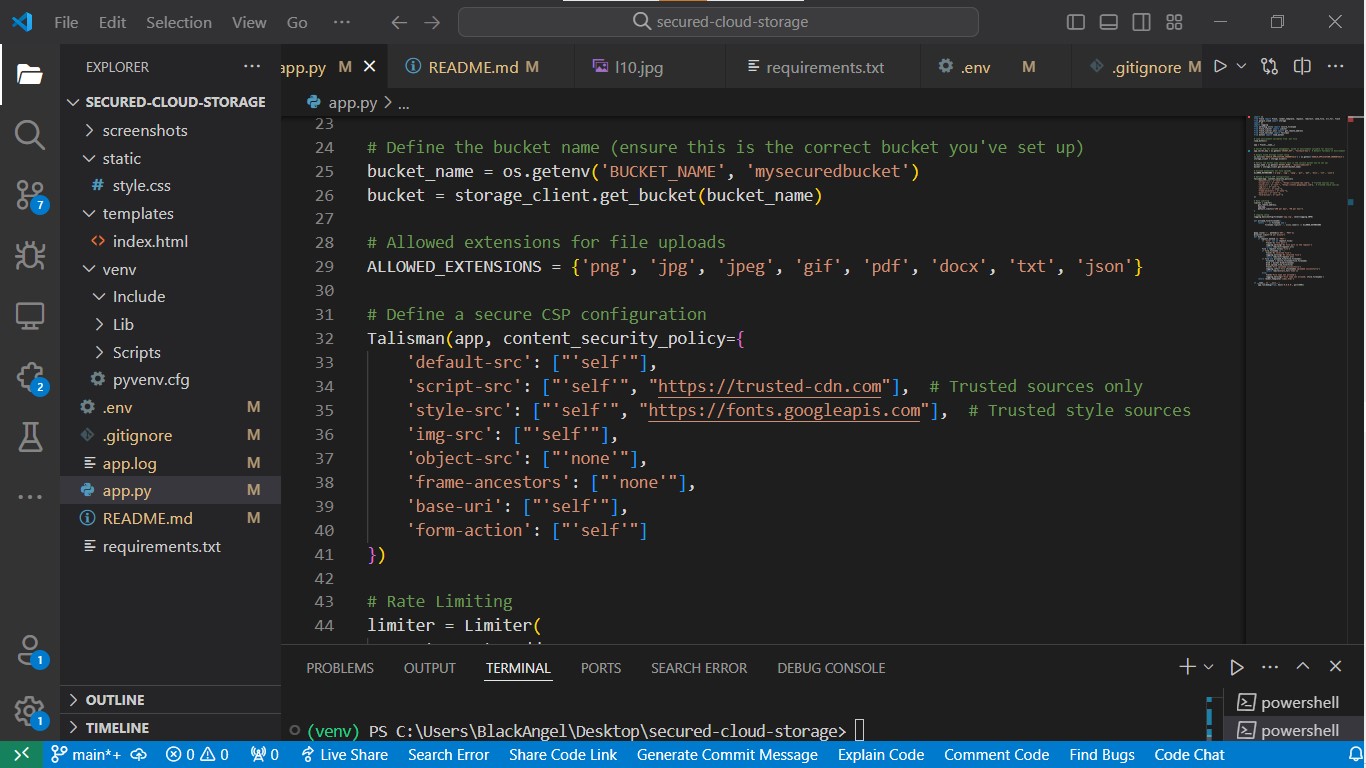 File Edit Selection View Go ··· secured-cloud-storage
EXPLORER ···
app.py M README.md M l10.jpg requirements.txt .env M .gitignore M ···
app.py > ...
SECURED-CLOUD-STORAGE
screenshots
static
style.css
templates
index.html
venv
Include
Lib
Scripts
pyvenv.cfg
.env M
.gitignore M
app.log M
app.py M
README.md M
requirements.txt
OUTLINE
TIMELINE
7
2
1
1
23
24 # Define the bucket name (ensure this is the correct bucket you've set up)
25 bucket_name = os.getenv('BUCKET_NAME', 'mysecuredbucket')
26 bucket = storage_client.get_bucket(bucket_name)
27
28 # Allowed extensions for file uploads
29 ALLOWED_EXTENSIONS = {'png', 'jpg', 'jpeg', 'gif', 'pdf', 'docx', 'txt', 'json'}
30
31 # Define a secure CSP configuration
32 Talisman(app, content_security_policy={
33 'default-src': ["'self'"],
34 'script-src': ["'self'", "https://trusted-cdn.com"], # Trusted sources only
35 'style-src': ["'self'", "https://fonts.googleapis.com"], # Trusted style sources
36 'img-src': ["'self'"],
37 'object-src': ["'none'"],
38 'frame-ancestors': ["'none'"],
39 'base-uri': ["'self'"],
40 'form-action': ["'self'"]
41 })
42
43 # Rate Limiting
44 limiter = Limiter(
PROBLEMS OUTPUT TERMINAL PORTS SEARCH ERROR DEBUG CONSOLE
(venv) PS C:\Users\BlackAngel\Desktop\secured-cloud-storage>
powershell
powershell
main*+ 0 0 0 Live Share Search Error Share Code Link Generate Commit Message Explain Code Comment Code Find Bugs Code Chat